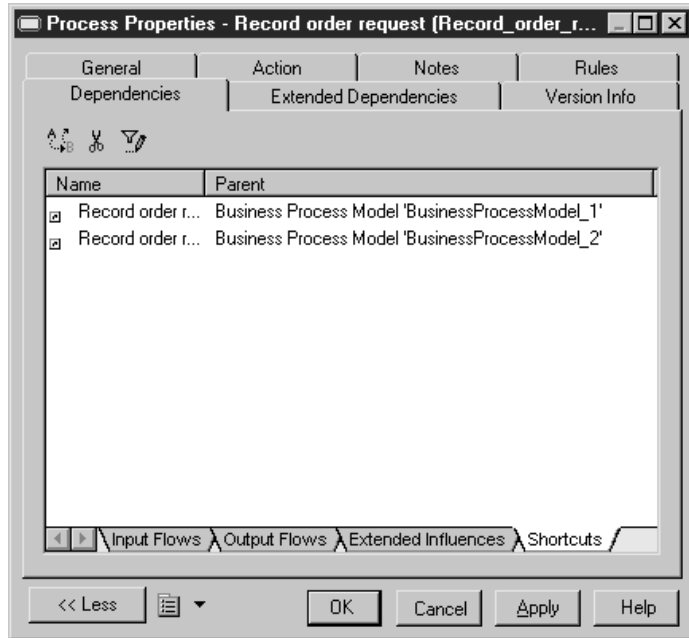 Process Properties - Record order request (Record_order_r...
General Action Notes Rules
Dependencies Extended Dependencies Version Info
Name Parent
Record order r... Business Process Model 'BusinessProcessModel_1'
Record order r... Business Process Model 'BusinessProcessModel_2'
Input Flows Output Flows Extended Influences Shortcuts
<< Less OK Cancel Apply Help